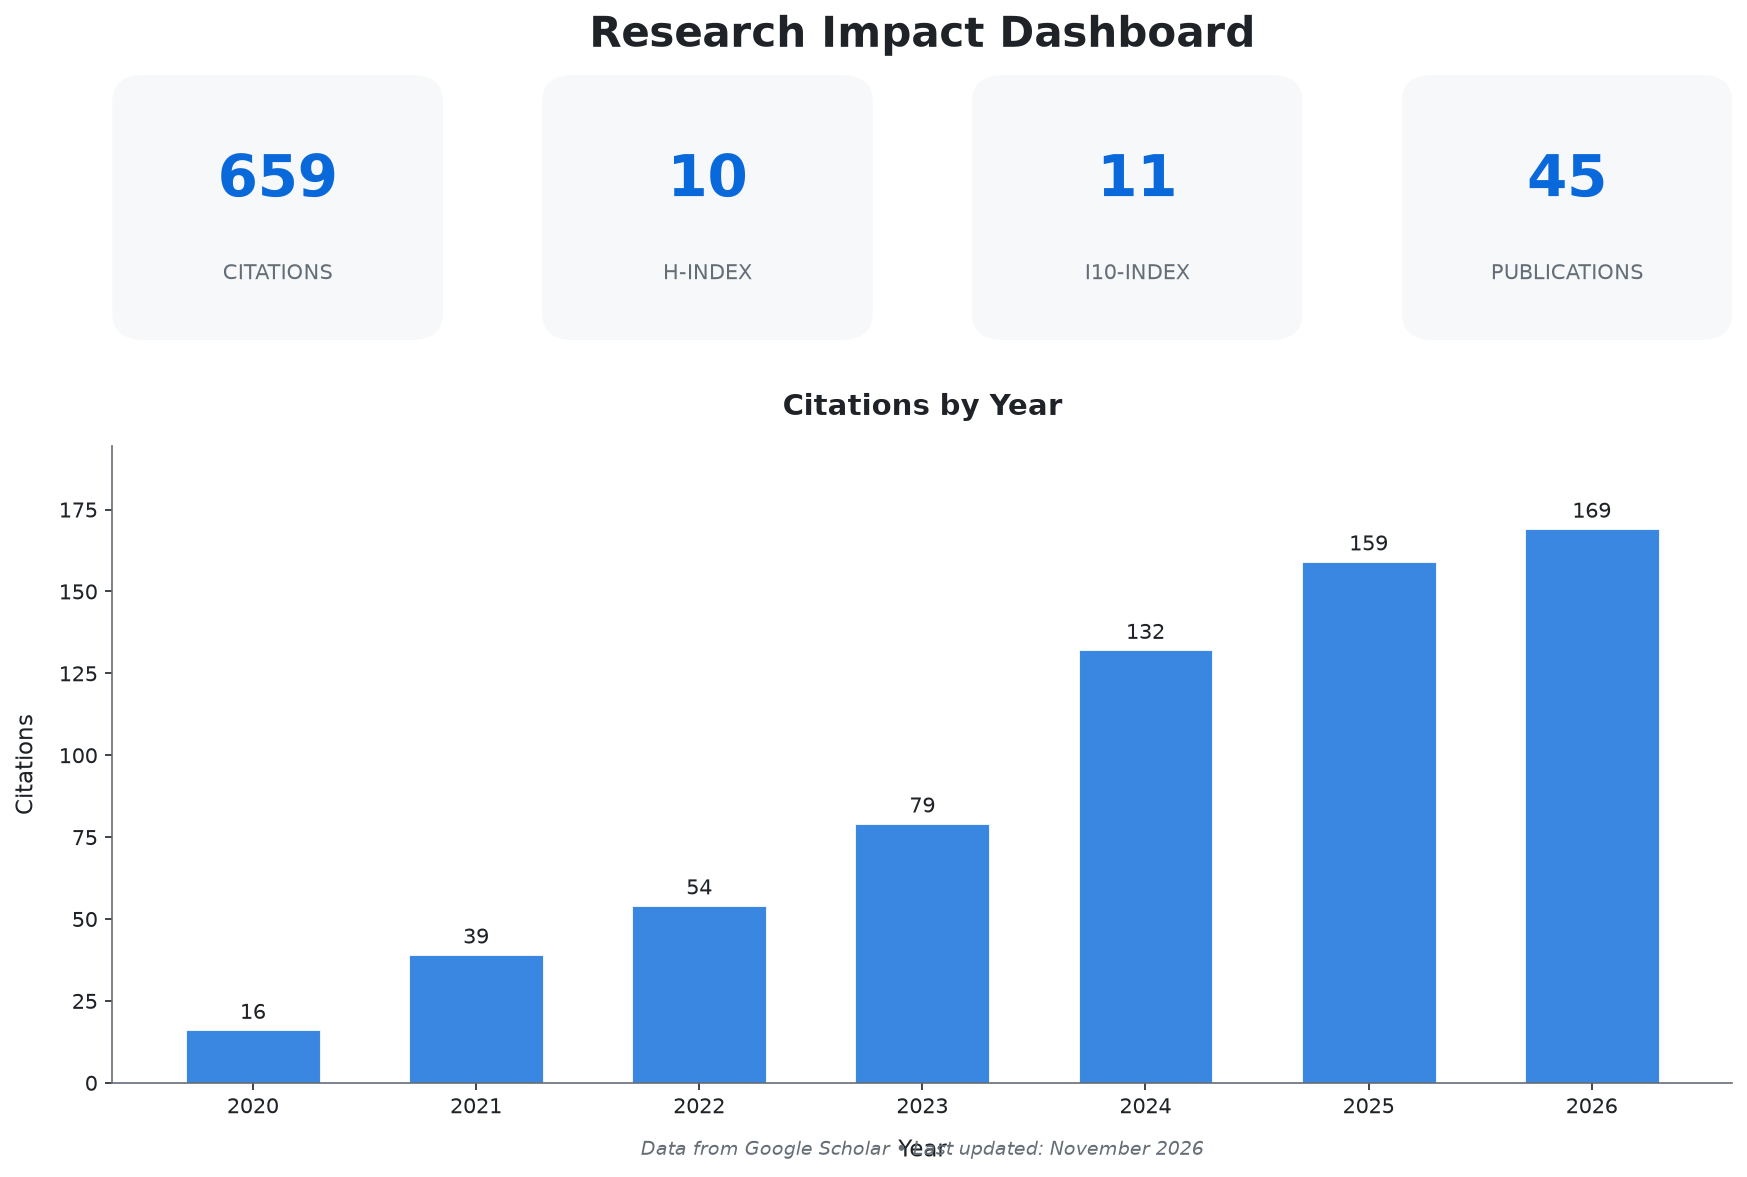 Research Impact Dashboard
659
CITATIONS
10
H-INDEX
11
I10-INDEX
45
PUBLICATIONS
Citations by Year
Citations
175
150
125
100
75
50
25
0
16
39
54
79
132
159
169
2020 2021 2022 2023 2024 2025 2026
Year
Data from Google Scholar • Last updated: November 2026